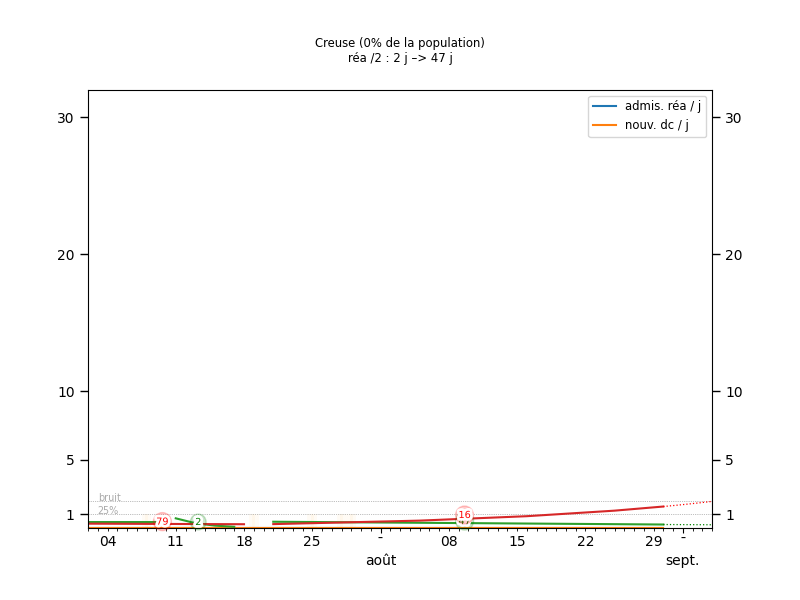 Creuse (0% de la population)
réa /2 : 2 j –> 47 j
admis. réa / j
nouv. dc / j
30 30
20 20
10 10
5 5
bruit
25%
1 1
79 2 16
04 11 18 25 - 08 15 22 29 -
août sept.